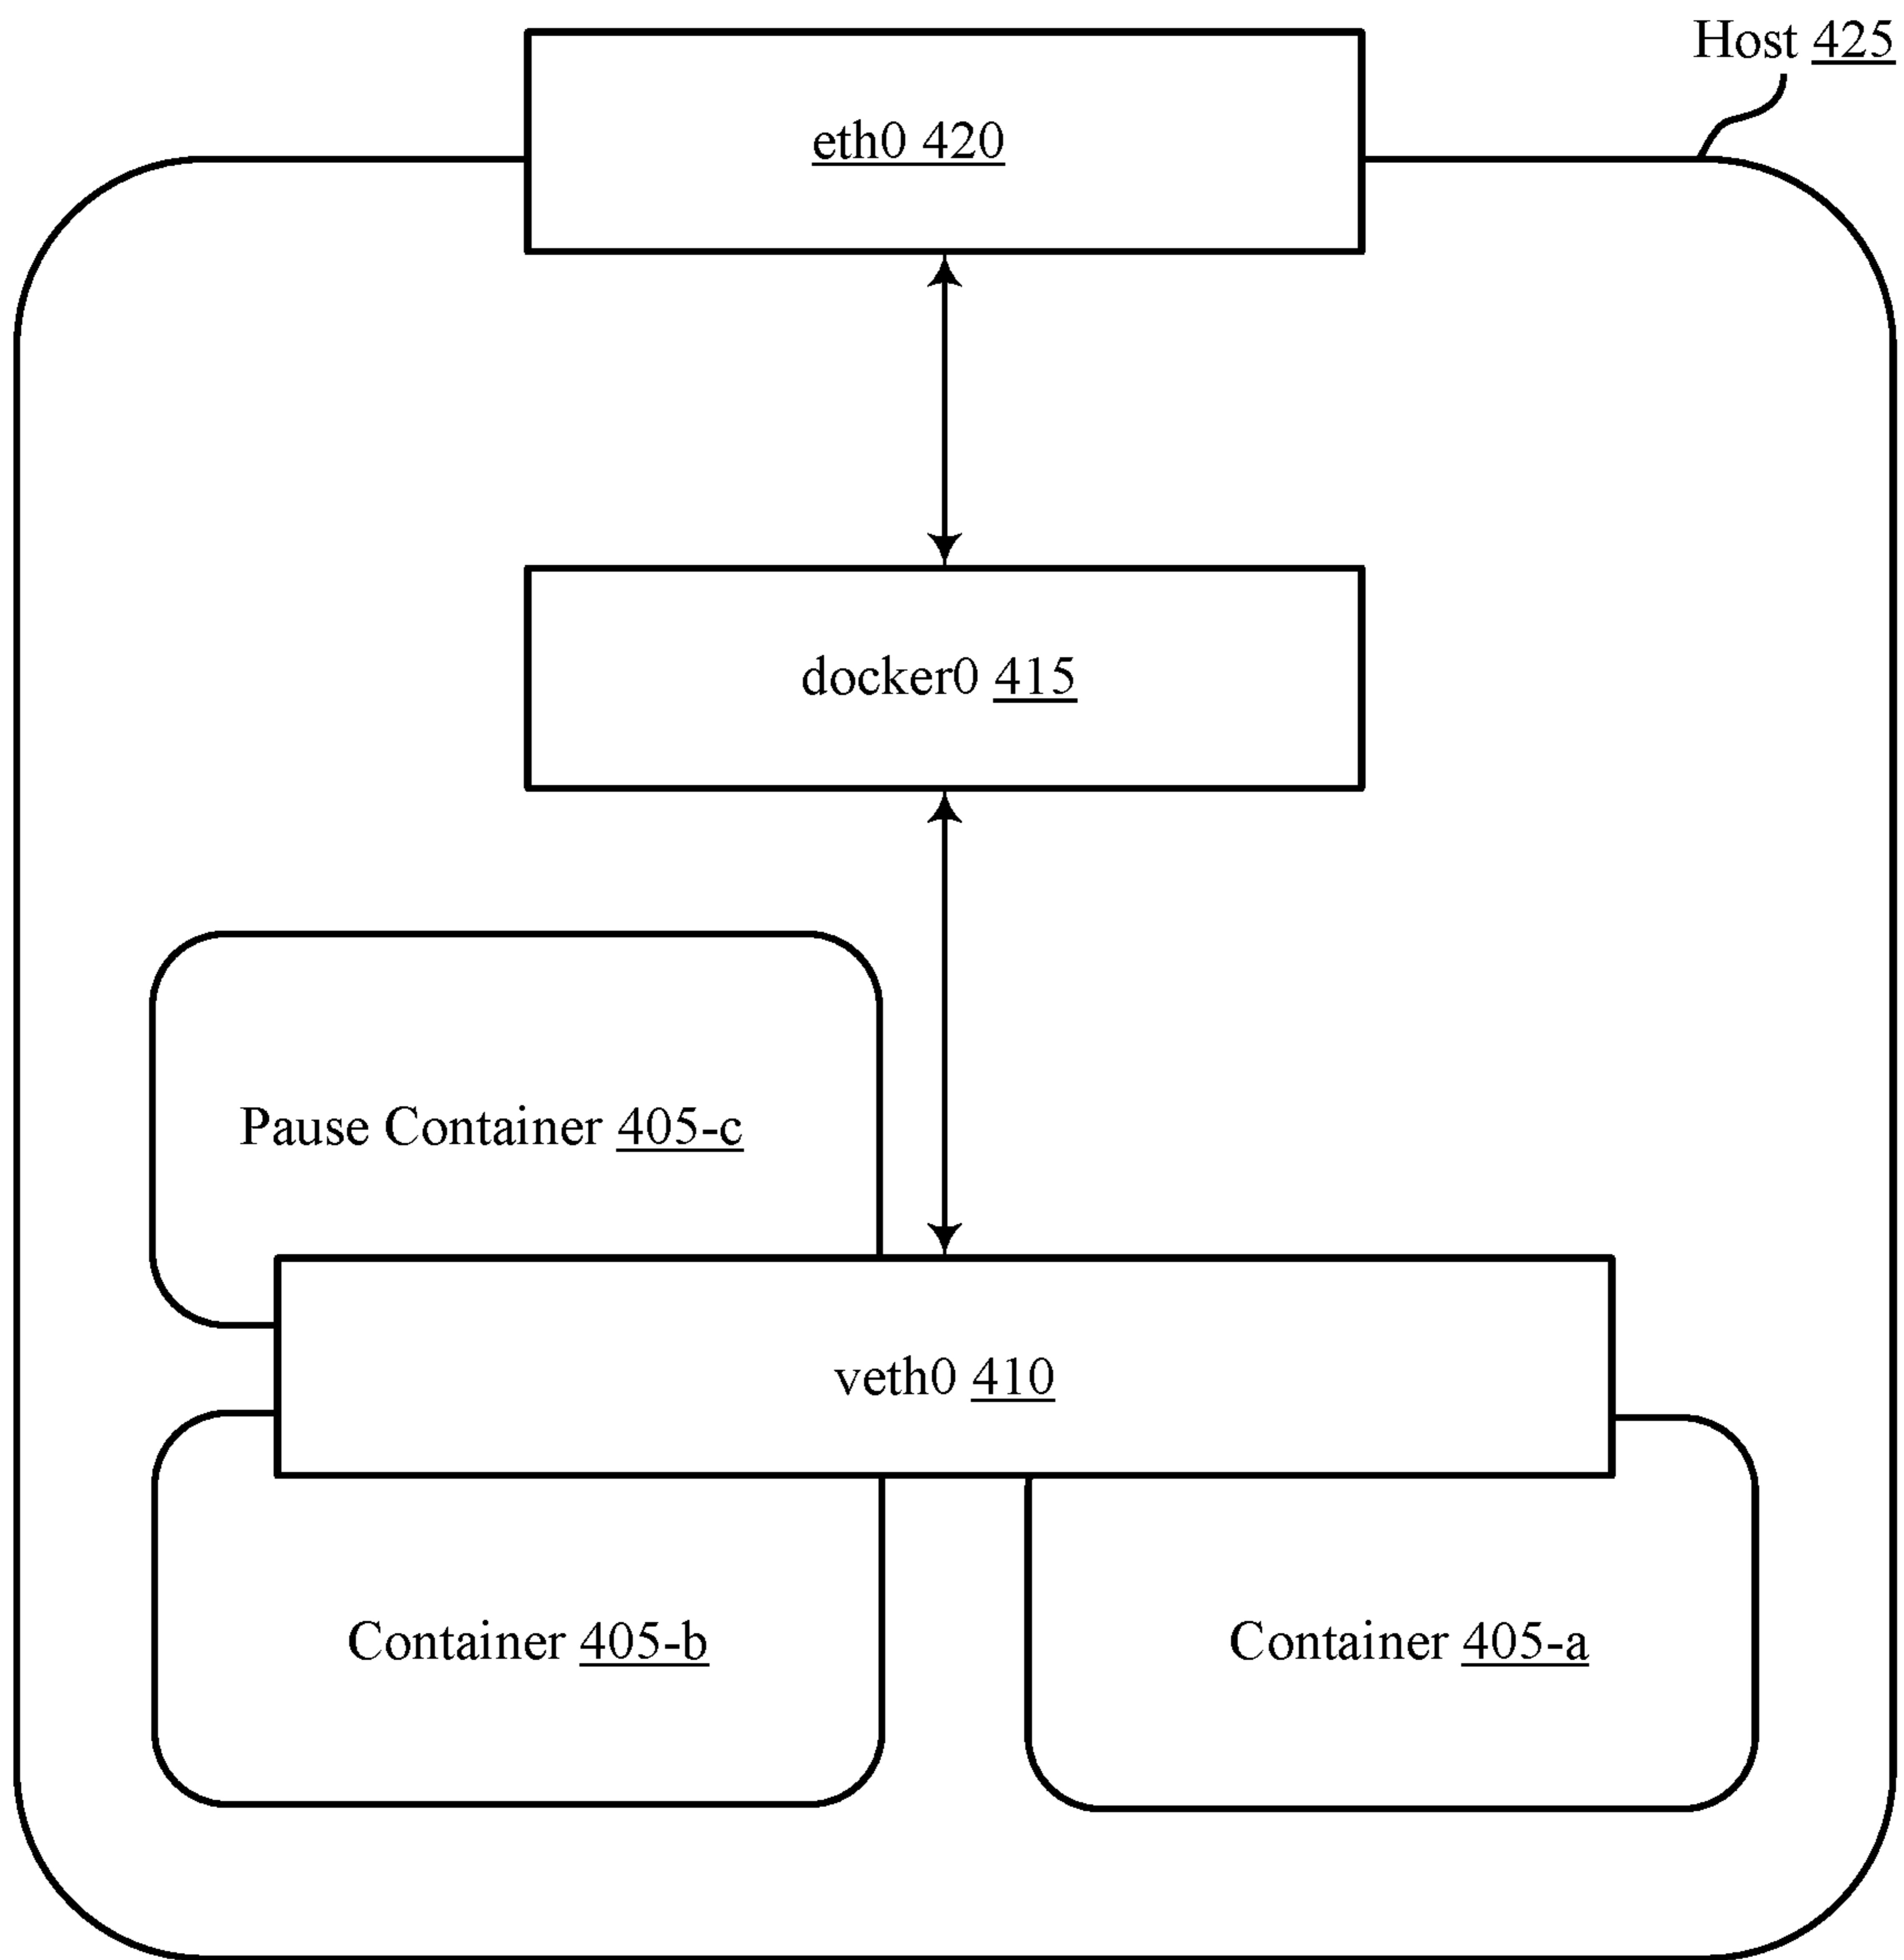 Host 425
eth0 420
docker0 415
Pause Container 405-c
veth0 410
Container 405-b
Container 405-a